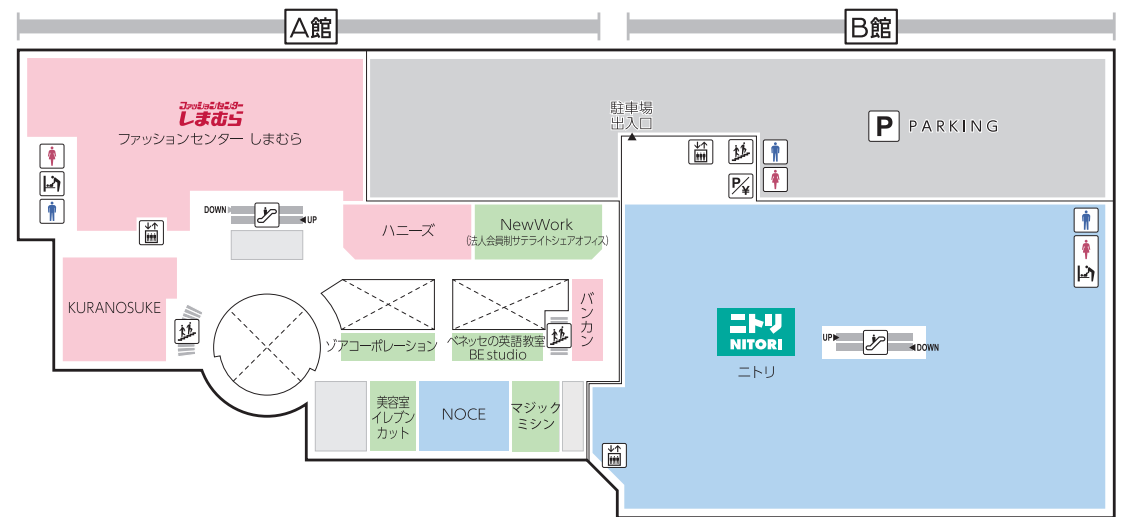 A館
B館
ファッションセンター
しまむら
ファッションセンター しまむら
駐車場
出入口
P PARKING
P/¥
DOWN
UP
ハニーズ
NewWork
(法人会員制サテライトシェアオフィス)
KURANOSUKE
バンカン
ゾアコーポレーション
ベネッセの英語教室
BE studio
ニトリ
NITORI
ニトリ
UP
DOWN
美容室
イレブン
カット
NOCE
マジック
ミシン